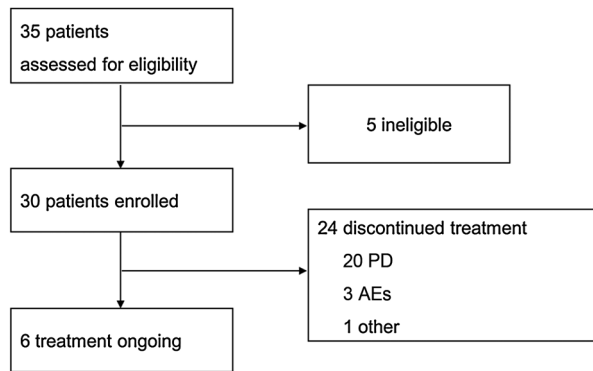 35 patients
assessed for eligibility
5 ineligible
30 patients enrolled
24 discontinued treatment
20 PD
3 AEs
1 other
6 treatment ongoing